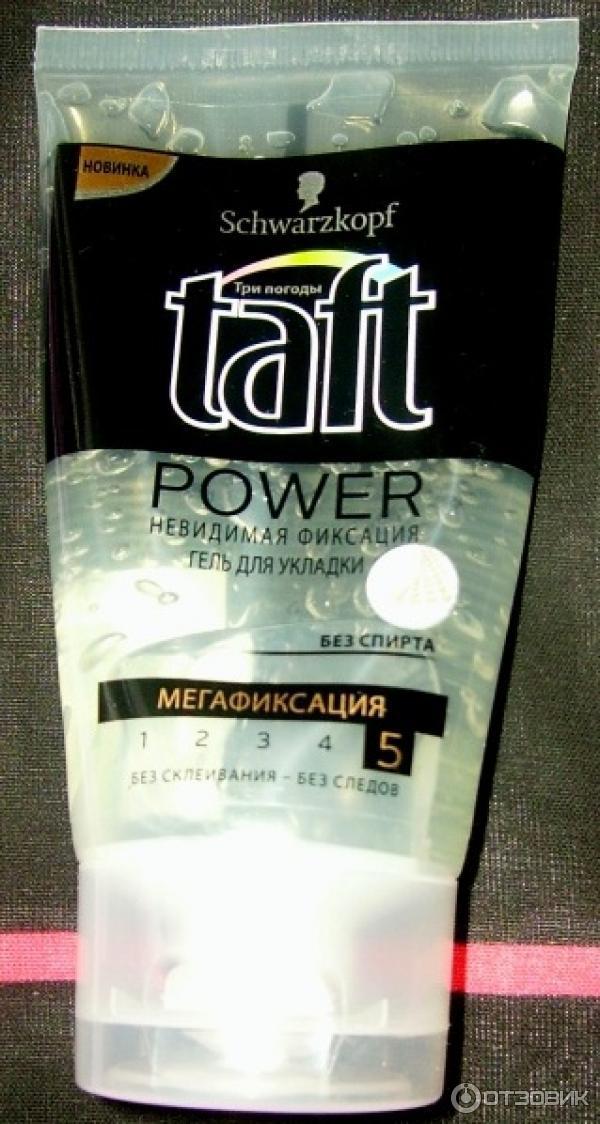 НОВИНКА
Schwarzkopf
Три погоды
taft
POWER
НЕВИДИМАЯ ФИКСАЦИЯ
ГЕЛЬ ДЛЯ УКЛАДКИ
БЕЗ СПИРТА
МЕГАФИКСАЦИЯ
1 2 3 4 5
БЕЗ СКЛЕИВАНИЯ – БЕЗ СЛЕДОВ
ОТЗОВИК